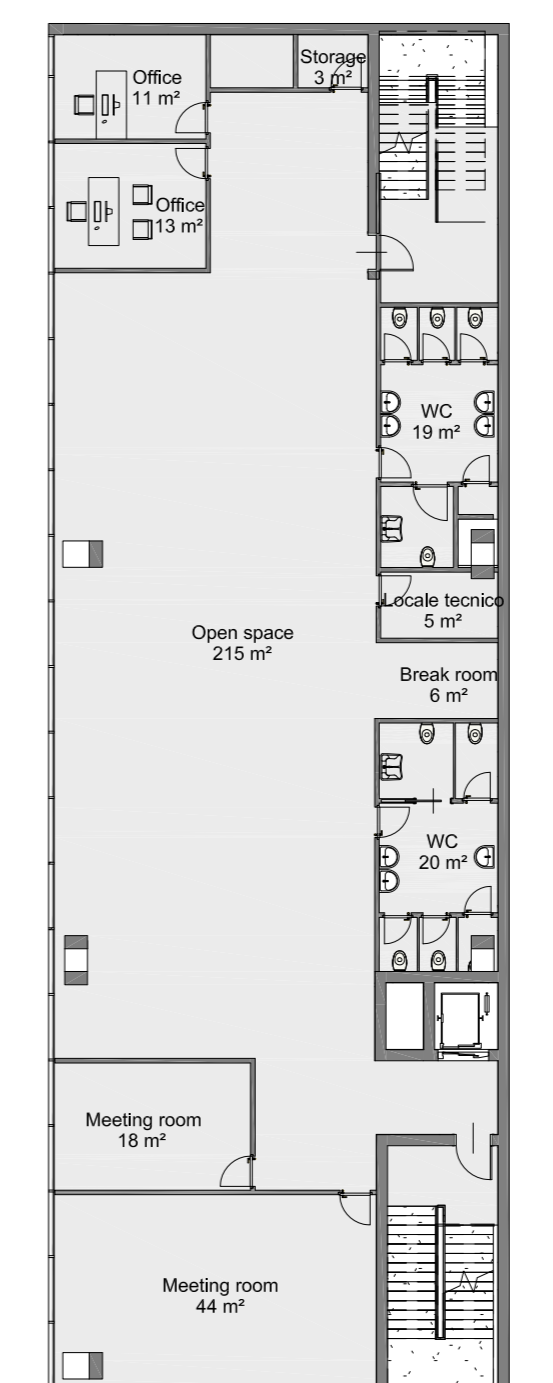 Storage
3 m²
Office
11 m²
Office
13 m²
WC
19 m²
Locale tecnico
5 m²
Open space
215 m²
Break room
6 m²
WC
20 m²
Meeting room
18 m²
Meeting room
44 m²